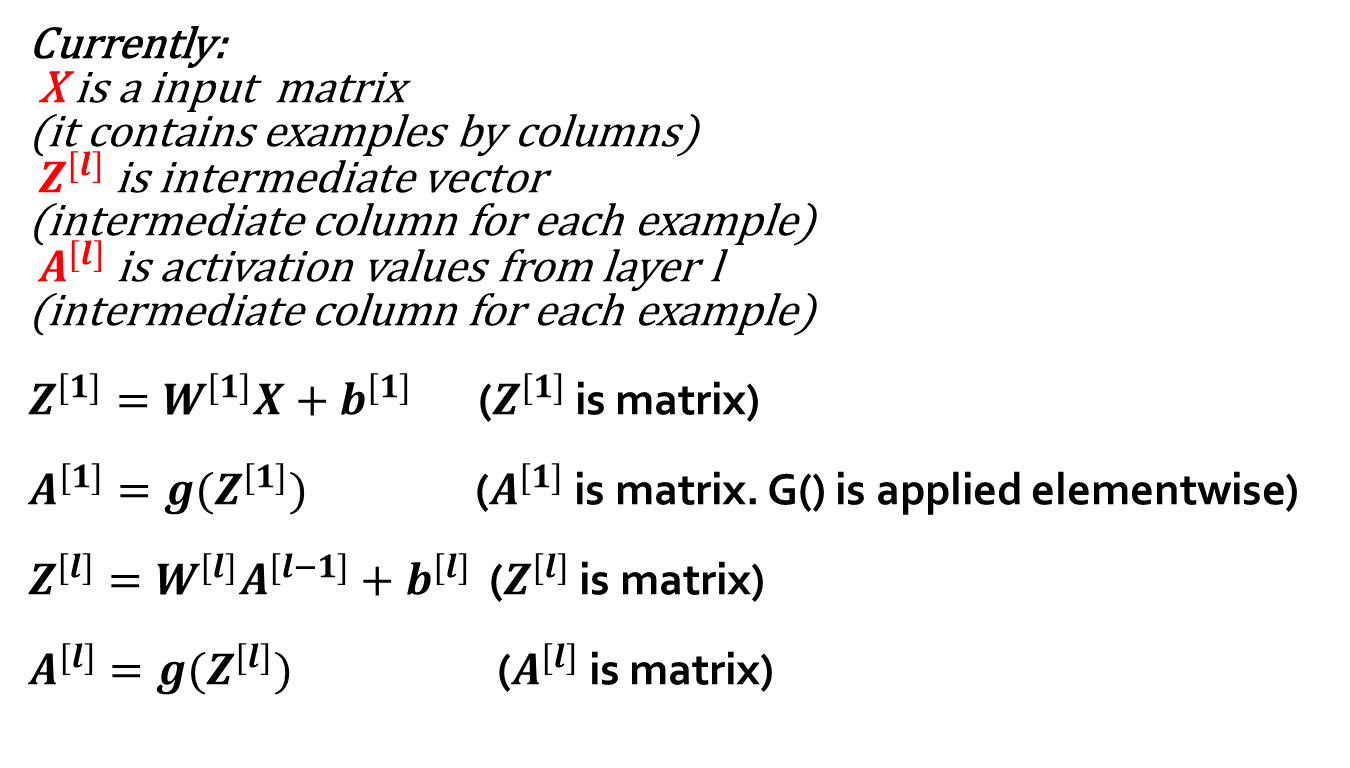 Currently:
X is a input matrix
(it contains examples by columns)
Z^[l] is intermediate vector
(intermediate column for each example)
A^[l] is activation values from layer l
(intermediate column for each example)
Z^[1] = W^[1]X + b^[1] (Z^[1] is matrix)
A^[1] = g(Z^[1]) (A^[1] is matrix. G() is applied elementwise)
Z^[l] = W^[l]A^[l−1] + b^[l] (Z^[l] is matrix)
A^[l] = g(Z^[l]) (A^[l] is matrix)